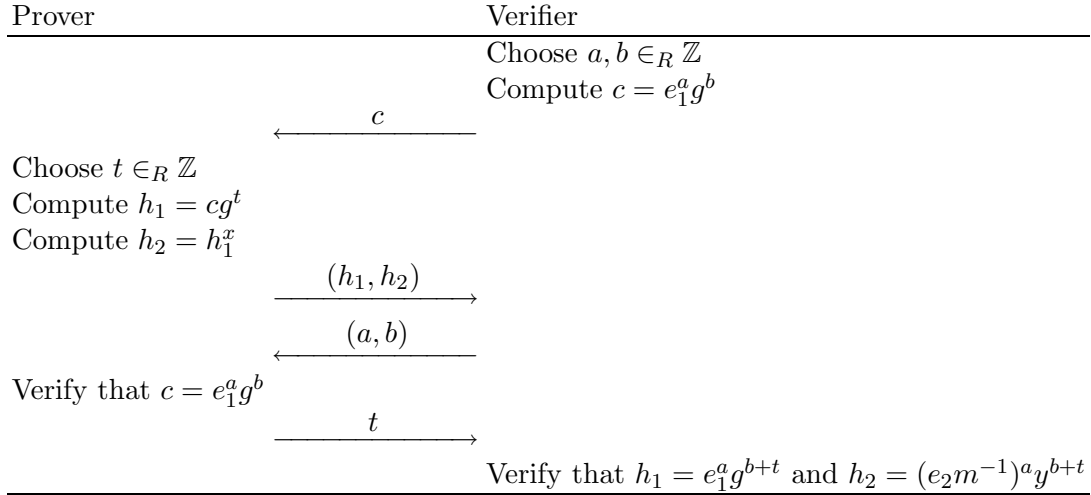 Prover Verifier
Choose a, b ∈_R ℤ
Compute c = e_1^a g^b
c
Choose t ∈_R ℤ
Compute h_1 = cg^t
Compute h_2 = h_1^x
(h_1, h_2)
(a, b)
Verify that c = e_1^a g^b
t
Verify that h_1 = e_1^a g^{b+t} and h_2 = (e_2 m^{-1})^a y^{b+t}